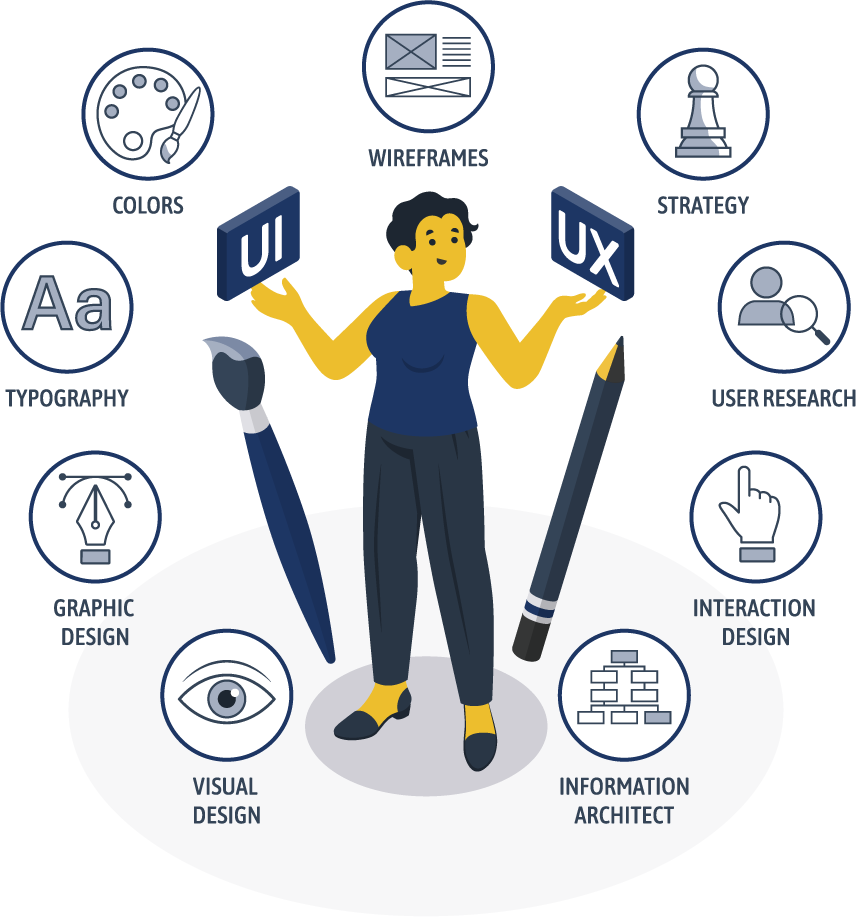 WIREFRAMES
COLORS
STRATEGY
UI
UX
Aa
TYPOGRAPHY
USER RESEARCH
GRAPHIC
DESIGN
INTERACTION
DESIGN
VISUAL
DESIGN
INFORMATION
ARCHITECT